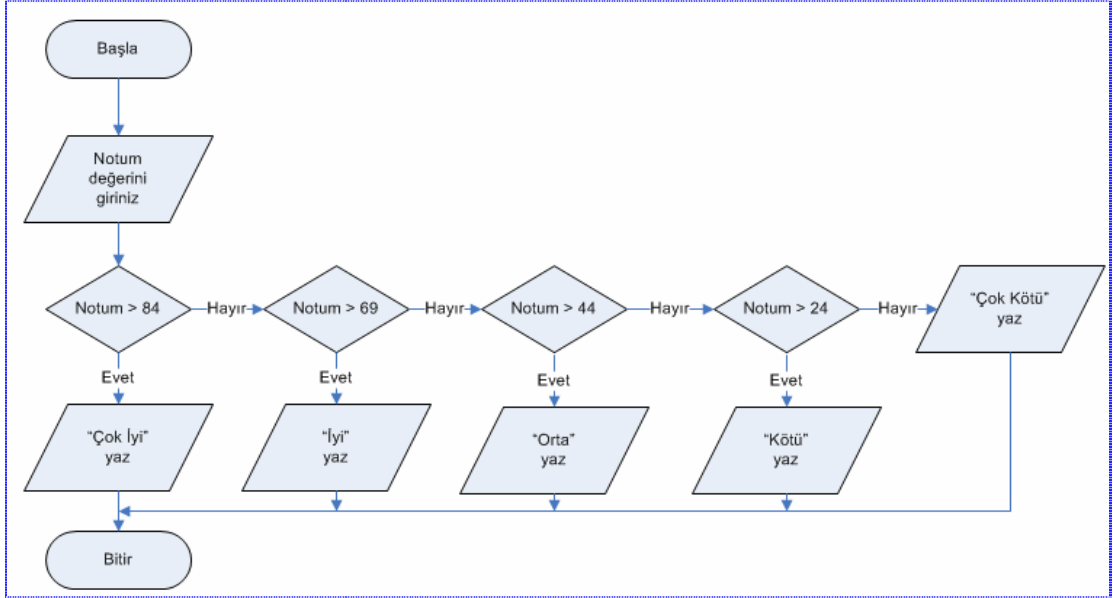 Başla
Notum
değerini
giriniz
Notum > 84
Hayır
Notum > 69
Hayır
Notum > 44
Hayır
Notum > 24
Hayır
“Çok Kötü”
yaz
Evet
Evet
Evet
Evet
“Çok İyi”
yaz
“İyi”
yaz
“Orta”
yaz
“Kötü”
yaz
Bitir